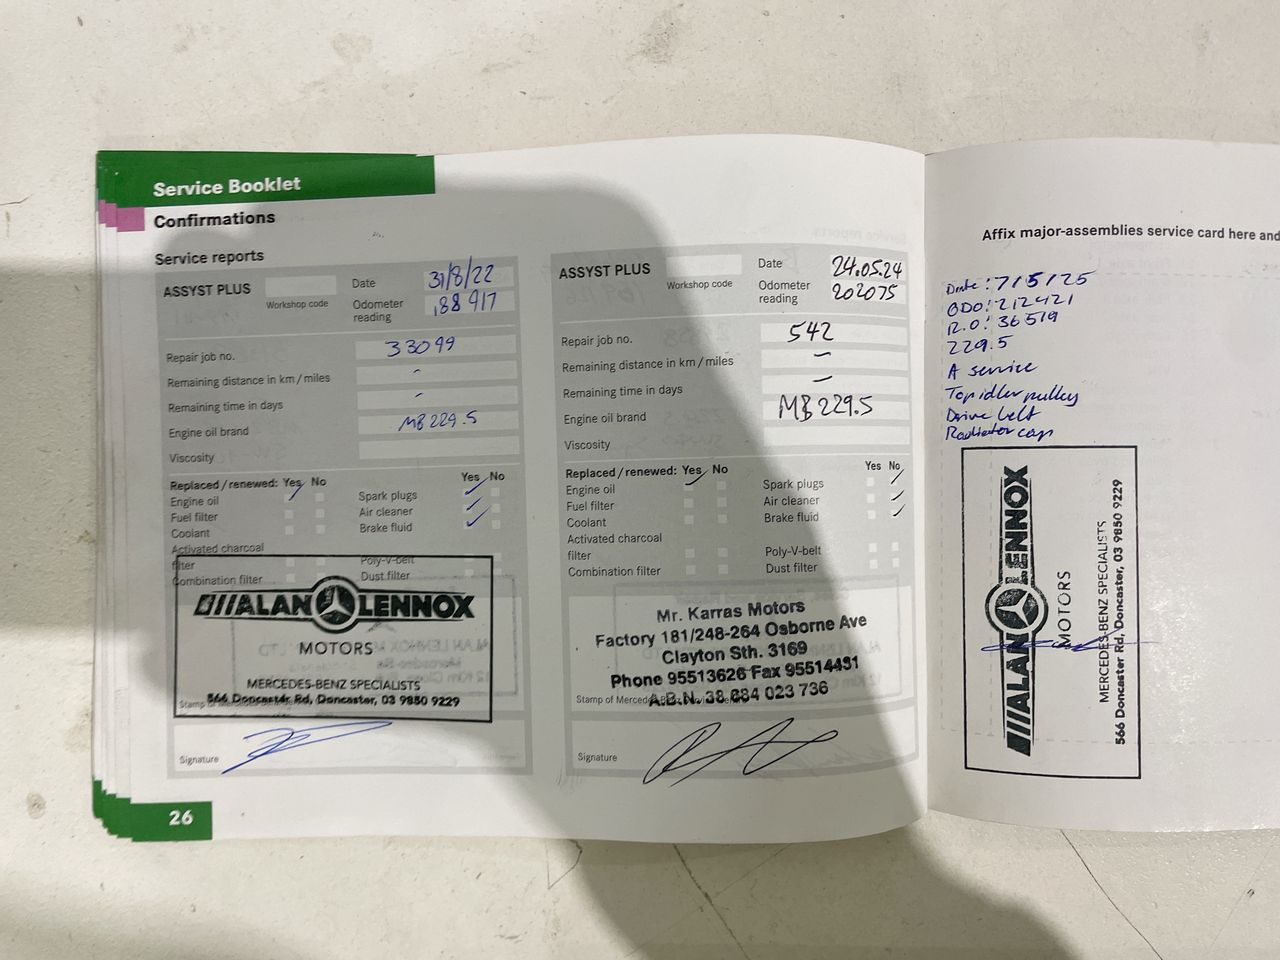 Service Booklet
Confirmations
Service reports
ASSYST PLUS
Workshop code
Date 31/8/22
Odometer reading 188917
Repair job no. 33099
Remaining distance in km / miles -
Remaining time in days -
Engine oil brand MB 229.5
Viscosity
Replaced / renewed: Yes No
Engine oil
Fuel filter
Coolant
Activated charcoal
filter
Combination filter
Yes No
Spark plugs
Air cleaner
Brake fluid
Poly-V-belt
Dust filter
ALAN LENNOX
MOTORS
MERCEDES-BENZ SPECIALISTS
566 Doncaster Rd, Doncaster, 03 9850 9229
Signature
26
ASSYST PLUS
Workshop code
Date 24.05.24
Odometer reading 202075
Repair job no. 542
Remaining distance in km / miles -
Remaining time in days -
Engine oil brand MB 229.5
Viscosity
Replaced / renewed: Yes No
Engine oil
Fuel filter
Coolant
Activated charcoal
filter
Combination filter
Yes No
Spark plugs
Air cleaner
Brake fluid
Poly-V-belt
Dust filter
Mr. Karras Motors
Factory 181/248-264 Osborne Ave
Clayton Sth. 3169
Phone 95513626 Fax 95514491
A.B.N. 38 884 023 736
Stamp of Mercedes-Benz
Signature
Affix major-assemblies service card here and
Date: 7/5/25
ODO: 212421
R.O: 36519
229.5
A service
Top idler pulley
Drive belt
Radiator cap
ALAN LENNOX
MOTORS
MERCEDES-BENZ SPECIALISTS
566 Doncaster Rd, Doncaster, 03 9850 9229